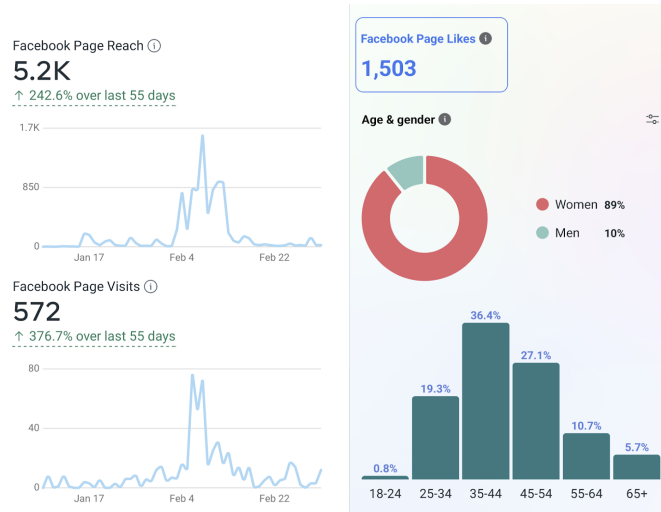 Facebook Page Reach
5.2K
↑ 242.6% over last 55 days
1.7K
850
0
Jan 17 Feb 4 Feb 22
Facebook Page Visits
572
↑ 376.7% over last 55 days
80
40
0
Jan 17 Feb 4 Feb 22
Facebook Page Likes
1,503
Age & gender
Women 89%
Men 10%
0.8% 19.3% 36.4% 27.1% 10.7% 5.7%
18-24 25-34 35-44 45-54 55-64 65+